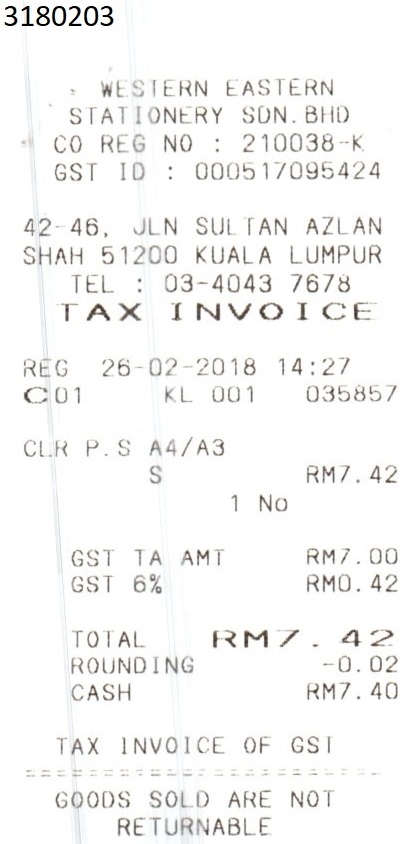 3180203
WESTERN EASTERN
STATIONERY SDN.BHD
CO REG NO : 210038-K
GST ID : 000517095424
42-46, JLN SULTAN AZLAN
SHAH 51200 KUALA LUMPUR
TEL : 03-4043 7678
TAX INVOICE
REG 26-02-2018 14:27
C01 KL 001 035857
CLR P.S A4/A3
S RM7.42
1 No
GST TA AMT RM7.00
GST 6% RM0.42
TOTAL RM7.42
ROUNDING -0.02
CASH RM7.40
TAX INVOICE OF GST
=============================
GOODS SOLD ARE NOT
RETURNABLE